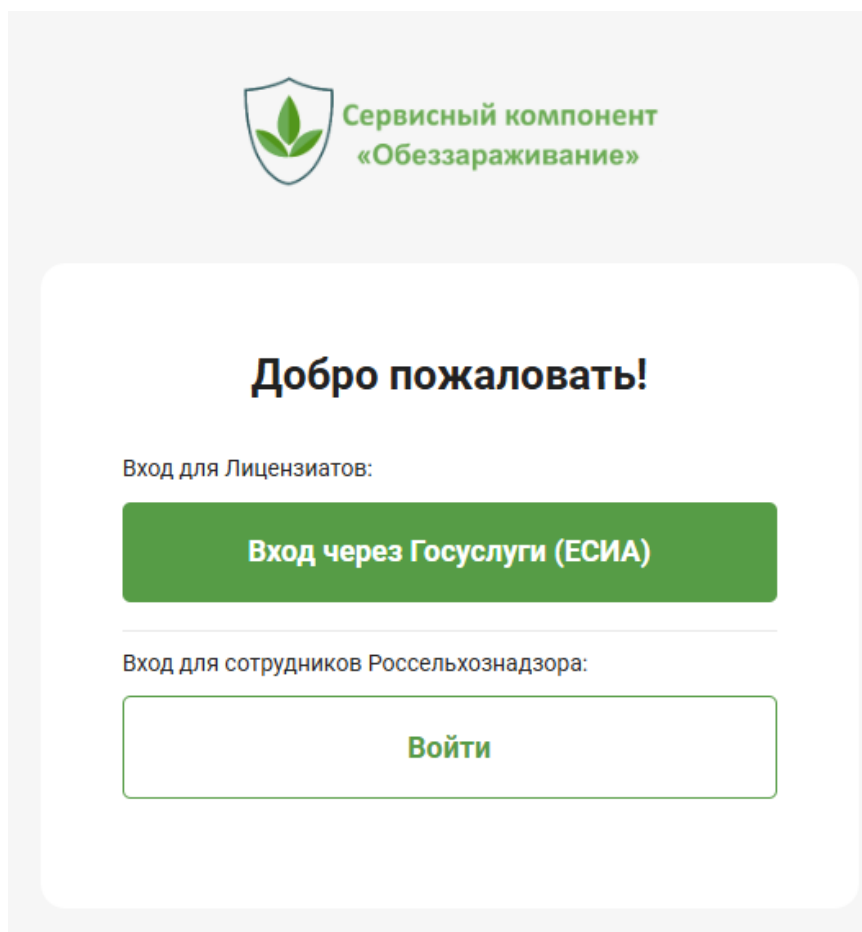 Сервисный компонент
«Обеззараживание»
Добро пожаловать!
Вход для Лицензиатов:
Вход через Госуслуги (ЕСИА)
Вход для сотрудников Россельхознадзора:
Войти